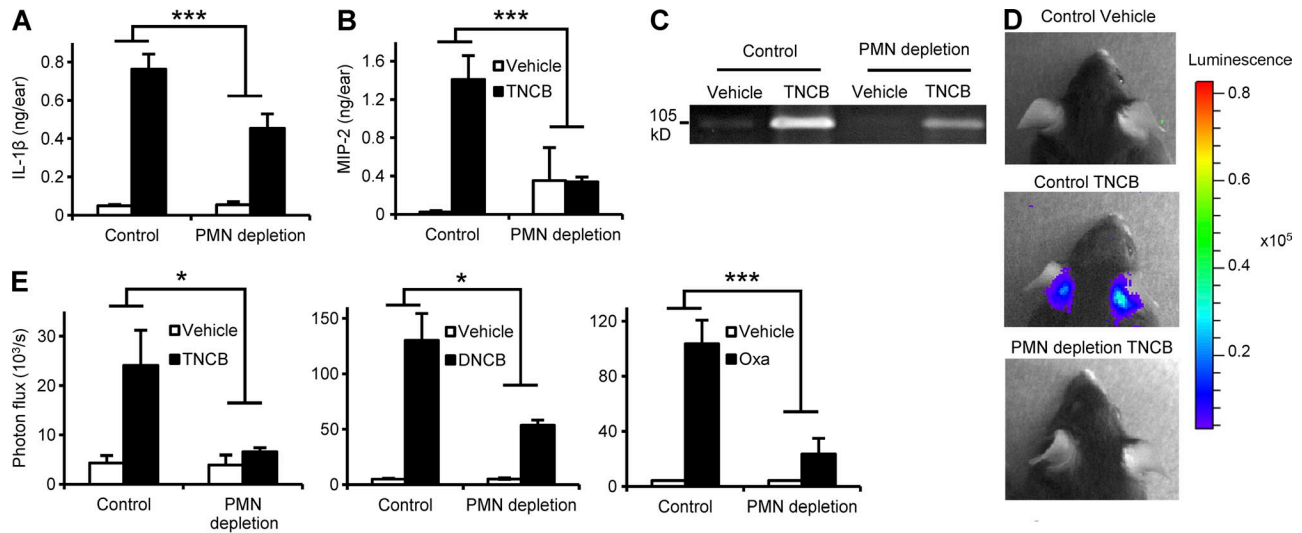 A
***
IL-1β (ng/ear)
0.8
0.6
0.4
0.2
0
Control
PMN depletion
B
***
MIP-2 (ng/ear)
1.6
1.2
0.8
0.4
0
Vehicle
TNCB
Control
PMN depletion
C
Control
PMN depletion
Vehicle
TNCB
Vehicle
TNCB
105
kD
D
Control Vehicle
Control TNCB
PMN depletion TNCB
Luminescence
0.8
0.6
0.4
0.2
x10⁵
E
*
Photon flux (10³/s)
30
20
10
0
Vehicle
TNCB
Control
PMN
depletion
*
150
100
50
0
Vehicle
DNCB
Control
PMN depletion
***
120
80
40
0
Vehicle
Oxa
Control
PMN depletion